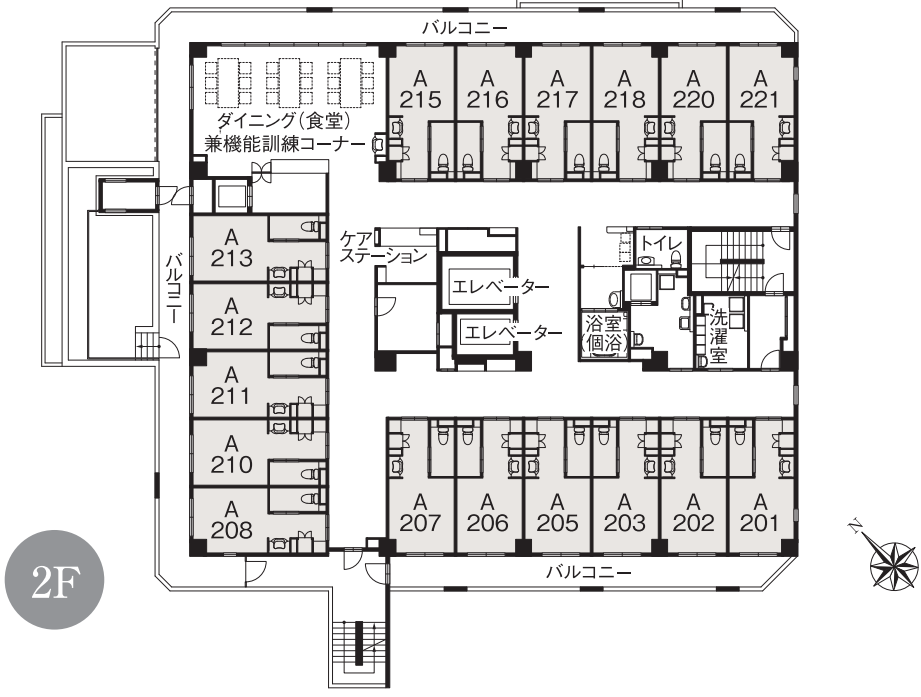 バルコニー
A
215
A
216
A
217
A
218
A
220
A
221
ダイニング(食堂)
兼機能訓練コーナー
A
213
A
212
A
211
A
210
A
208
バルコニー
ケア
ステーション
エレベーター
エレベーター
トイレ
浴室
(個浴)
洗濯室
A
207
A
206
A
205
A
203
A
202
A
201
バルコニー
2F
N